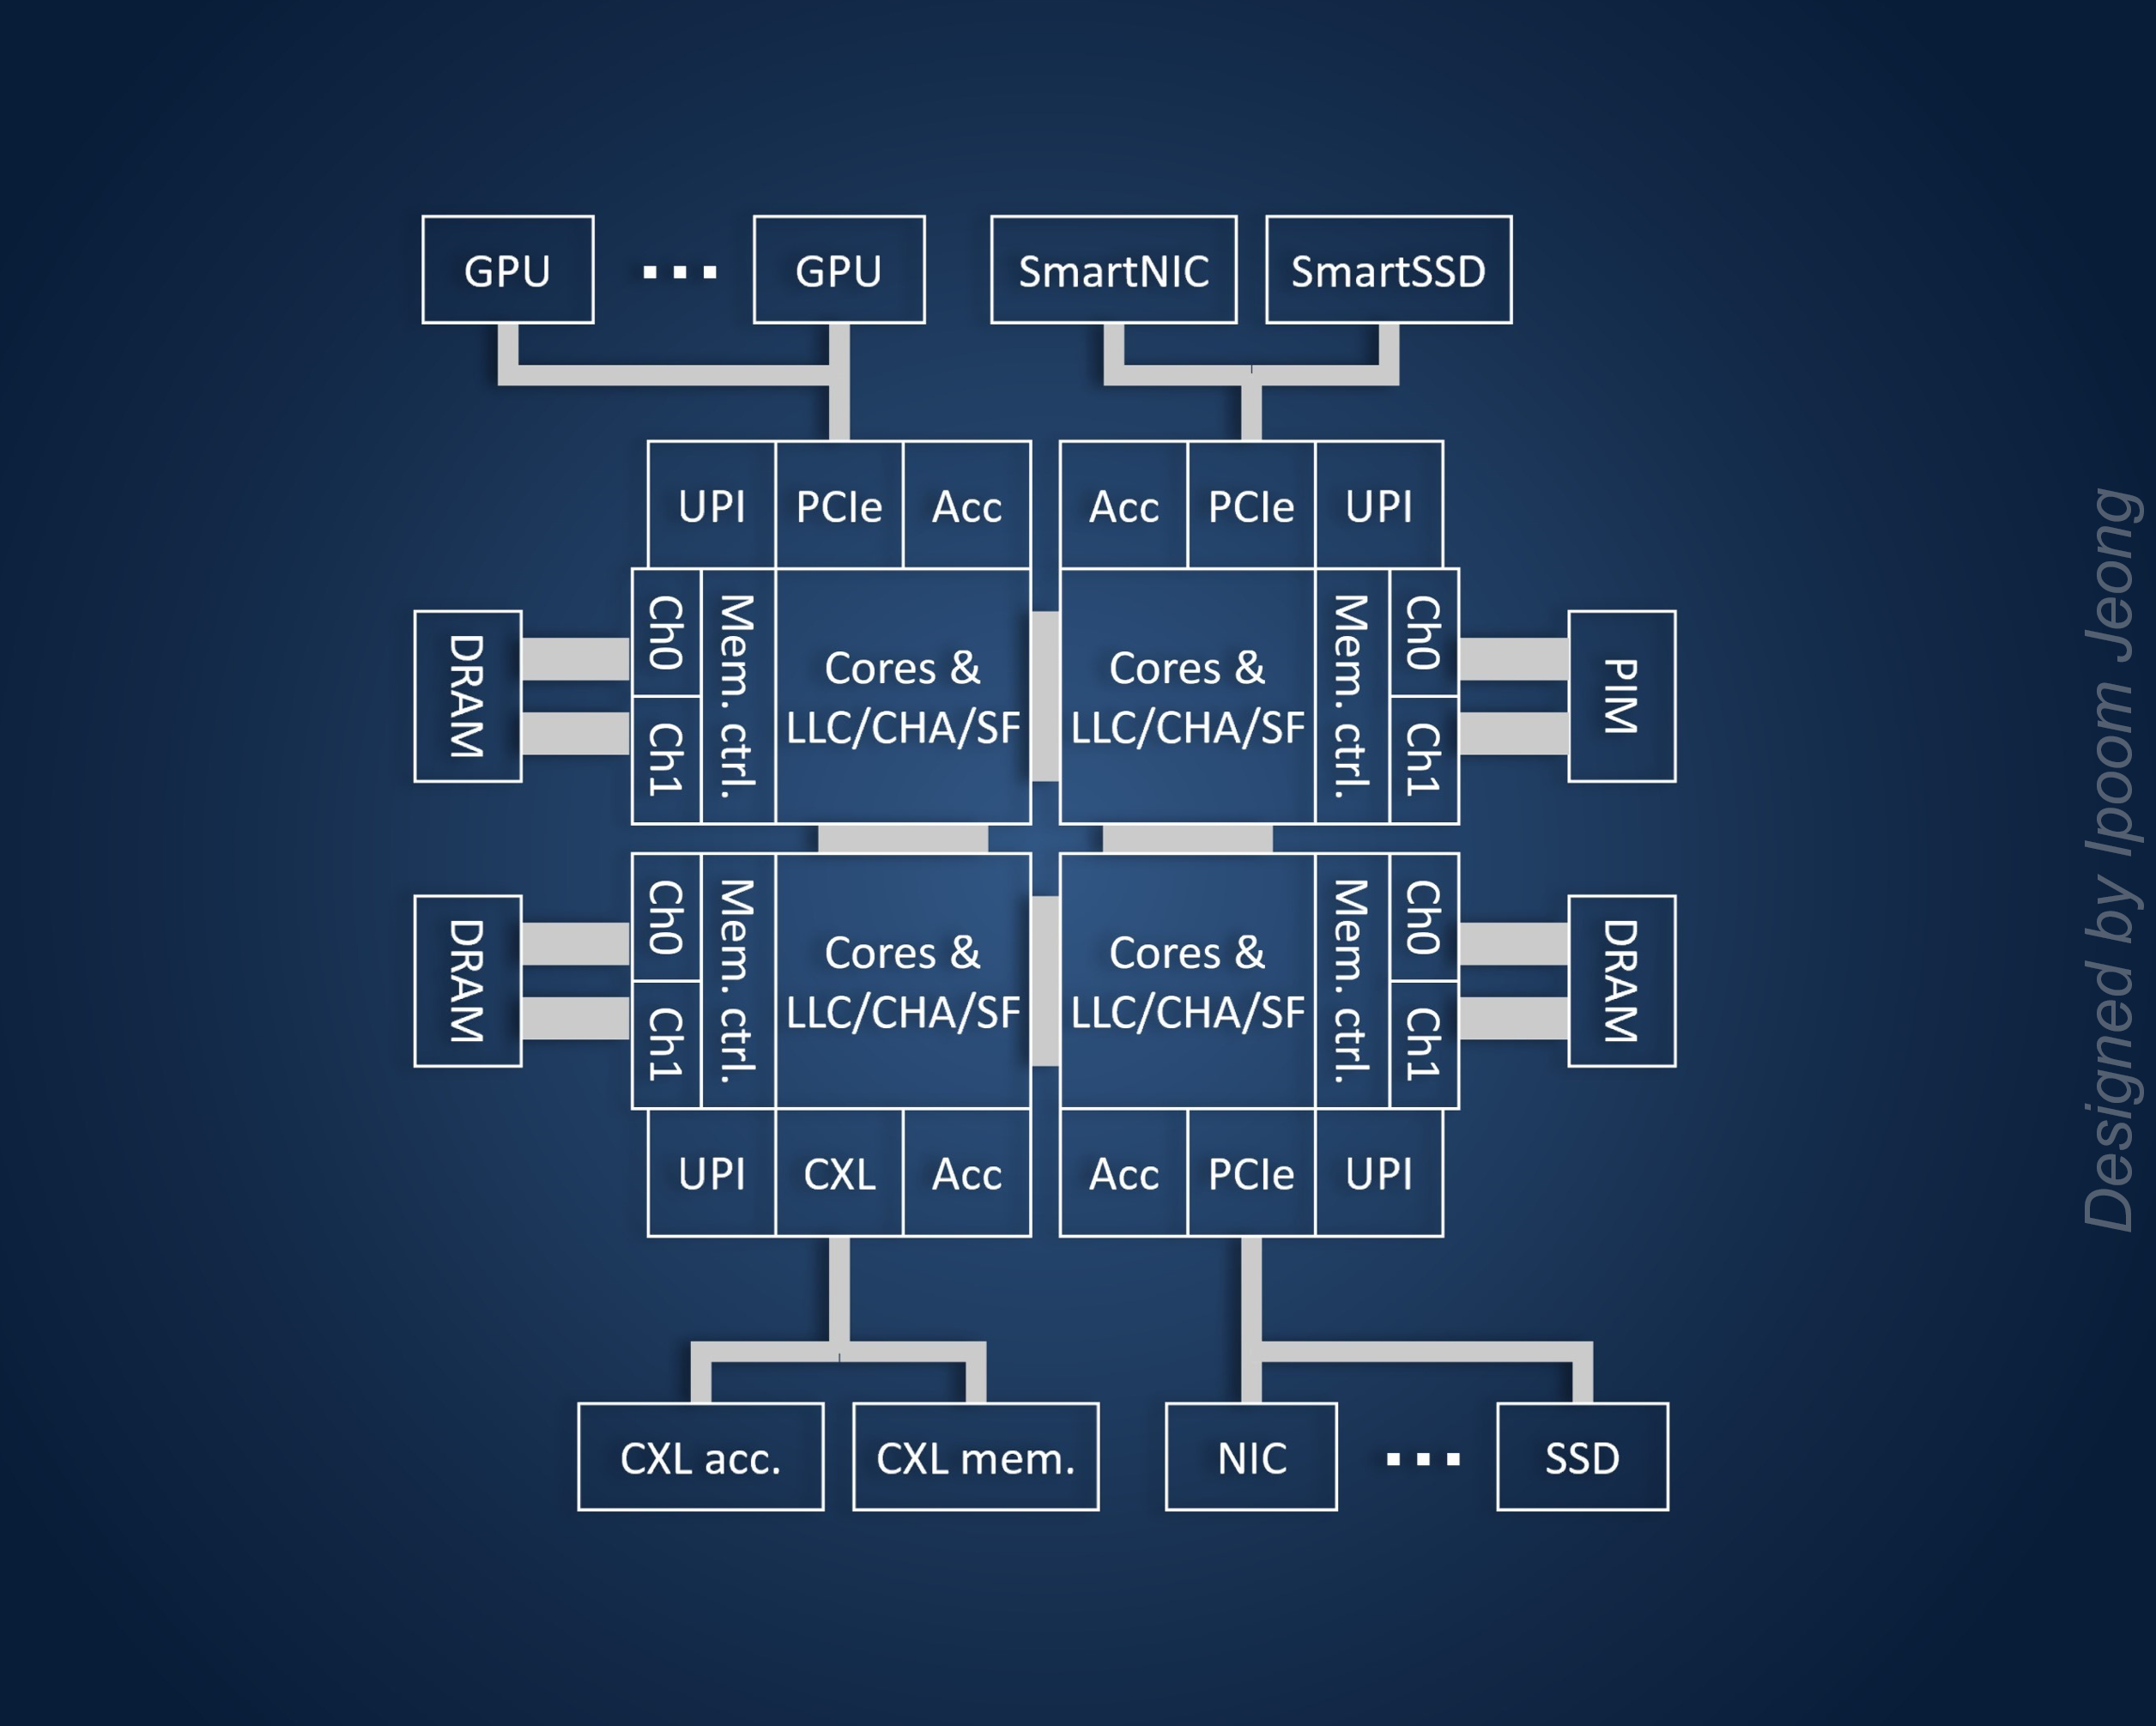 GPU ... GPU SmartNIC SmartSSD
UPI PCIe Acc Acc PCIe UPI
DRAM
Ch0
Ch1
Mem. ctrl.
Cores &
LLC/CHA/SF
Cores &
LLC/CHA/SF
Mem. ctrl.
Ch0
Ch1
PIM
DRAM
Ch0
Ch1
Mem. ctrl.
Cores &
LLC/CHA/SF
Cores &
LLC/CHA/SF
Mem. ctrl.
Ch0
Ch1
DRAM
UPI CXL Acc Acc PCIe UPI
CXL acc. CXL mem. NIC ... SSD
Designed by Ipoom Jeong